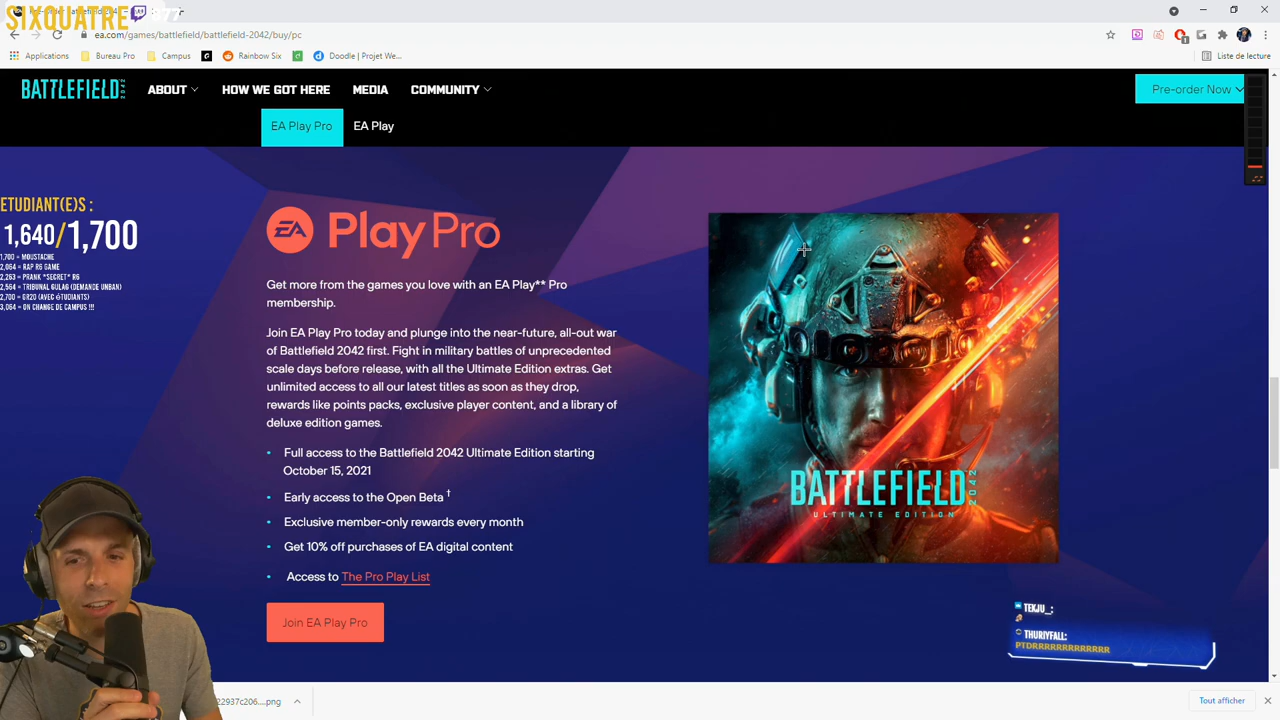 SIXQUATRE
ea.com/games/battlefield/battlefield-2042/buy/pc
Applications
Bureau Pro
Campus
Rainbow Six
Doodle | Projet We...
Liste de lecture
BATTLEFIELD 2042
ABOUT
HOW WE GOT HERE
MEDIA
COMMUNITY
Pre-order Now
EA Play Pro
EA Play
ETUDIANT(E)S :
1,640/1,700
1,700 = MOUSTACHE
2,064 = RAP R6 GAME
2,263 = PRANK *SECRET* R6
2,564 = TRIBUNAL GULAG (DEMANDE UNBAN)
2,700 = GR20 (AVEC ÉTUDIANTS)
3,064 = ON CHANGE DE CAMPUS !!!
EA Play Pro
Get more from the games you love with an EA Play** Pro
membership.
Join EA Play Pro today and plunge into the near-future, all-out war
of Battlefield 2042 first. Fight in military battles of unprecedented
scale days before release, with all the Ultimate Edition extras. Get
unlimited access to all our latest titles as soon as they drop,
rewards like points packs, exclusive player content, and a library of
deluxe edition games.
• Full access to the Battlefield 2042 Ultimate Edition starting
October 15, 2021
• Early access to the Open Beta †
• Exclusive member-only rewards every month
• Get 10% off purchases of EA digital content
• Access to The Pro Play List
Join EA Play Pro
BATTLEFIELD 2042
ULTIMATE EDITION
TEKJU_:
THURIYFALL:
PTDRRRRRRRRRRRRR
22937c206....png
Tout afficher